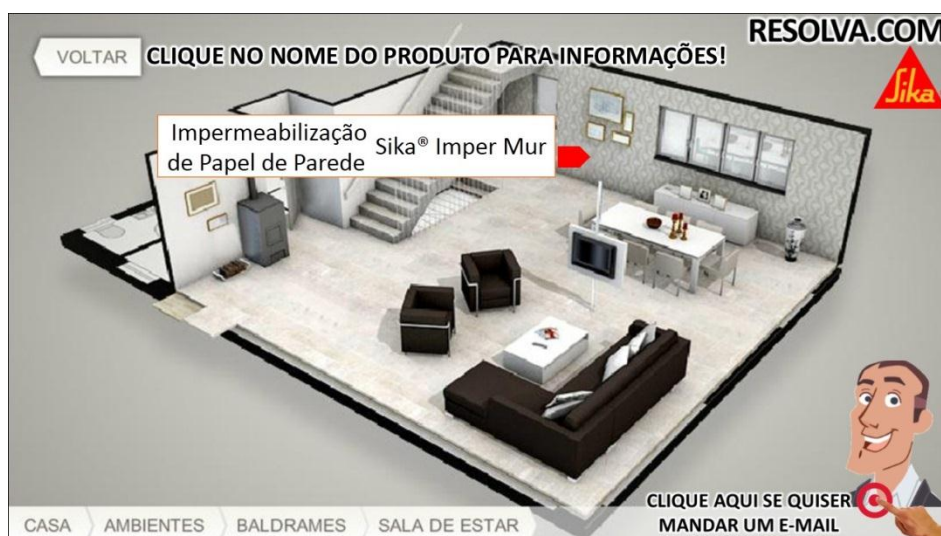 RESOLVA.COM
VOLTAR
CLIQUE NO NOME DO PRODUTO PARA INFORMAÇÕES!
Sika
Impermeabilização
de Papel de Parede
Sika® Imper Mur
CLIQUE AQUI SE QUISER
MANDAR UM E-MAIL
CASA AMBIENTES BALDRAMES SALA DE ESTAR